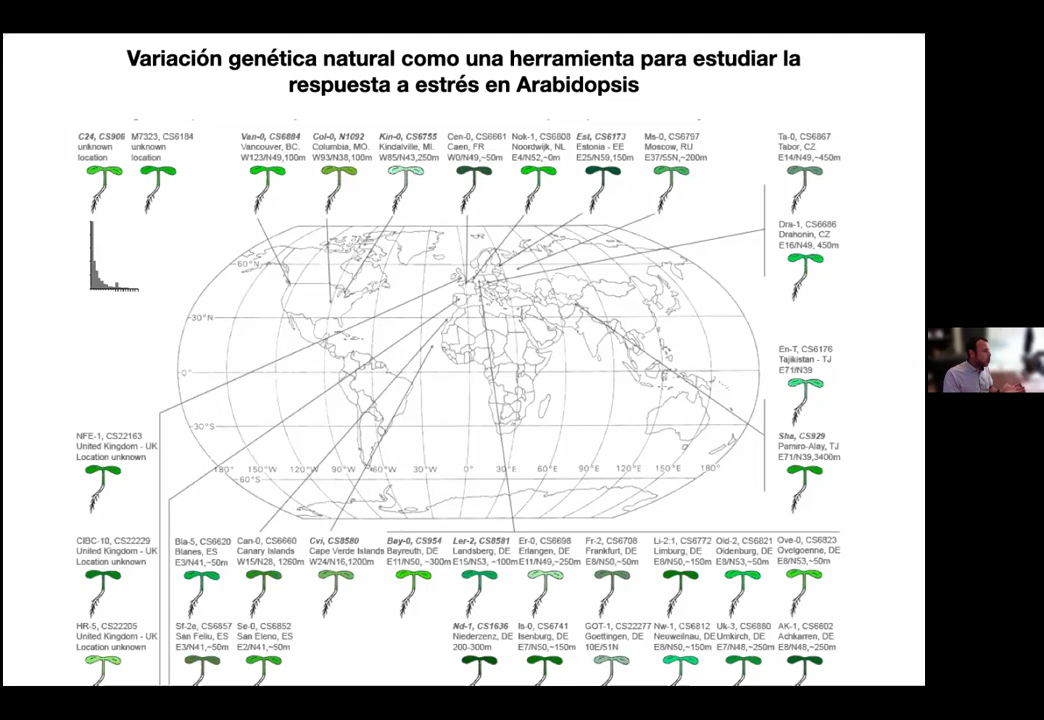 Variación genética natural como una herramienta para estudiar la
respuesta a estrés en Arabidopsis
C24, CS906
unknown
location
M7323, CS6184
unknown
location
Van-0, CS6884
Vancouver, BC.
W123/N49,100m
Col-0, N1092
Columbia, MO.
W93/N38,100m
Kin-0, CS6755
Kindalville, MI.
W85/N43,250m
Cen-0, CS6661
Caen, FR
W0/N49,~50m
Nok-1, CS6808
Noordwijk, NL
E4/N52,~0m
Est, CS6173
Estonia - EE
E25/N59,150m
Ms-0, CS6797
Moscow, RU
E37/55N,~200m
Ta-0, CS6867
Tabor, CZ
E14/N49,~450m
Dra-1, CS6686
Drahonin, CZ
E16/N49, 450m
60°N
30°N
0°
30°S
60°S
180° 150°W 120°W 90°W 60°W 30°W 0° 30°E 60°E 90°E 120°E 150°E 180°
En-T, CS6176
Tajikistan - TJ
E71/N39
Sha, CS929
Pamiro-Alay, TJ
E71/N39,3400m
NFE-1, CS22163
United Kingdom - UK
Location unknown
CIBC-10, CS22229
United Kingdom - UK
Location unknown
Bla-5, CS6620
Blanes, ES
E3/N41,~50m
Can-0, CS6660
Canary Islands
W15/N28, 1260m
Cvi, CS8580
Cape Verde Islands
W24/N16,1200m
Bay-0, CS954
Bayreuth, DE
E11/N50, ~300m
Ler-2, CS8581
Landsberg, DE
E15/N53, ~100m
Er-0, CS6698
Erlangen, DE
E11/N49,~250m
Fr-2, CS6708
Frankfurt, DE
E8/N50,~50m
Li-2:1, CS6772
Limburg, DE
E8/N50,~150m
Old-2, CS6821
Oldenburg, DE
E8/N53,~50m
Ove-0, CS6823
Ovelgoenne, DE
E8/N53,~50m
HR-5, CS22205
United Kingdom - UK
Location unknown
Sf-2e, CS6857
San Feliu, ES
E3/N41,~50m
Se-0, CS6852
San Eleno, ES
E2/N41,~50m
Nd-1, CS1636
Niederzenz, DE
200-300m
Is-0, CS6741
Isenburg, DE
E7/N50,~150m
GOT-1, CS22277
Goettingen, DE
10E/51N
Nw-1, CS6812
Neuweilnau, DE
E8/N50,~150m
Uk-3, CS6880
Umkirch, DE
E7/N48,~250m
AK-1, CS6602
Achkarren, DE
E8/N48,~250m